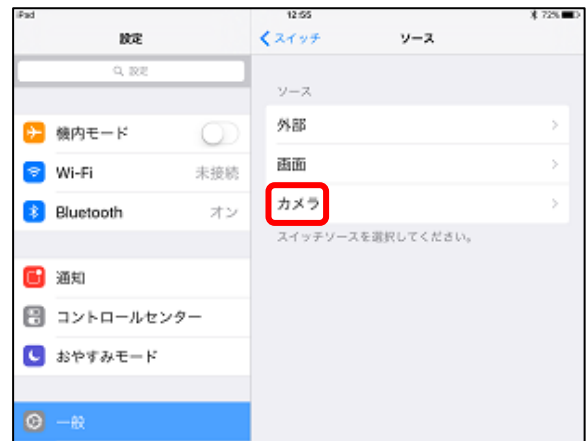 iPad 12:55 72%
設定
スイッチ ソース
設定
機内モード
Wi-Fi 未接続
Bluetooth オン
通知
コントロールセンター
おやすみモード
一般
ソース
外部
画面
カメラ
スイッチソースを選択してください。